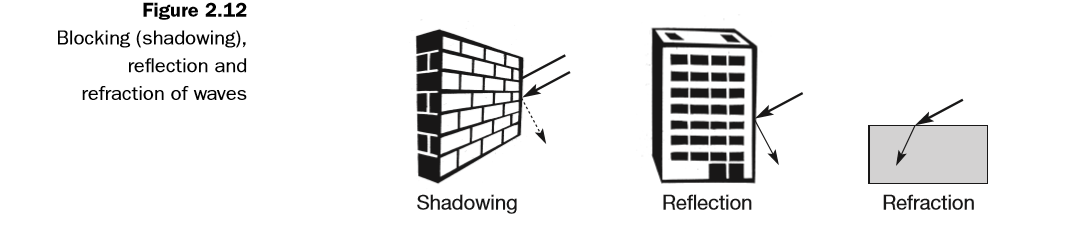 Figure 2.12
Blocking (shadowing),
reflection and
refraction of waves
Shadowing
Reflection
Refraction